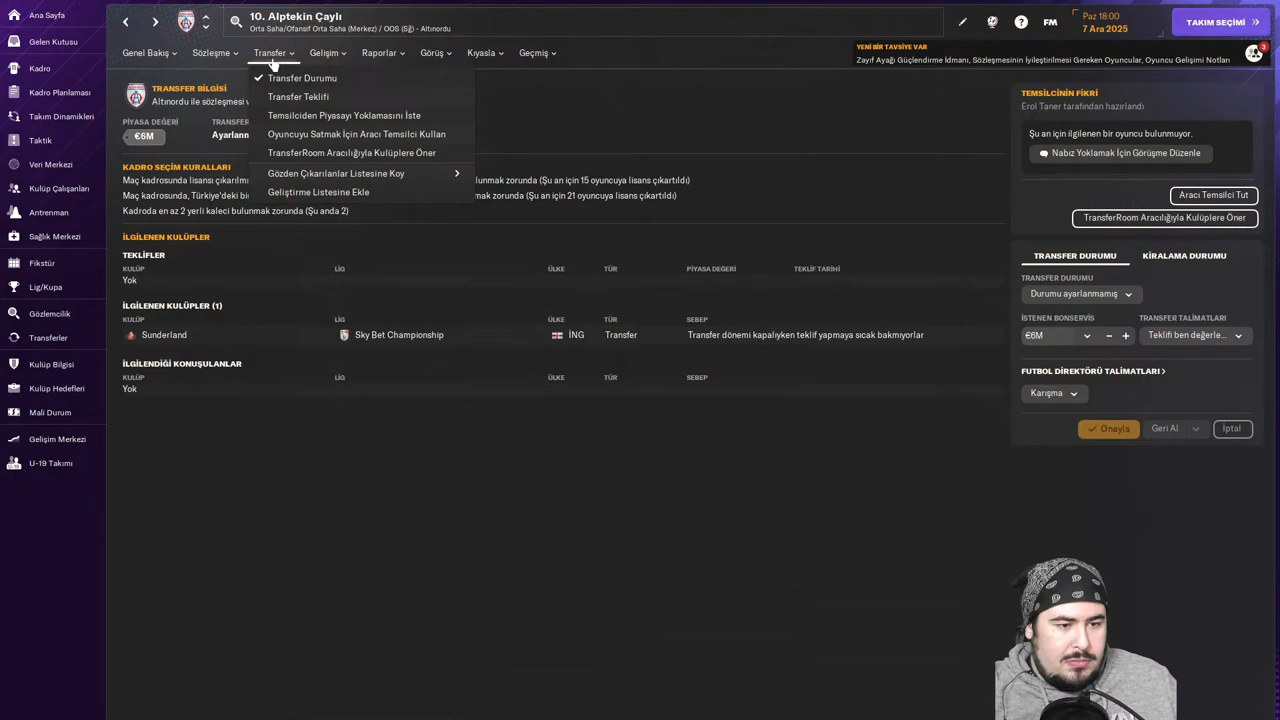 Ana Sayfa
Gelen Kutusu
Kadro
Kadro Planlaması
Takım Dinamikleri
Taktik
Veri Merkezi
Kulüp Çalışanları
Antrenman
Sağlık Merkezi
Fikstür
Lig/Kupa
Gözlemcilik
Transferler
Kulüp Bilgisi
Kulüp Hedefleri
Mali Durum
Gelişim Merkezi
U-19 Takımı
10. Alptekin Çaylı
Orta Saha/Ofansif Orta Saha (Merkez) / OOS (Sğ) - Altınordu
FM
Paz 18:00
7 Ara 2025
TAKIM SEÇİMİ
Genel Bakış
Sözleşme
Transfer
Gelişim
Raporlar
Görüş
Kıyasla
Geçmiş
YENİ BİR TAVSİYE VAR
Zayıf Ayağı Güçlendirme İdmanı, Sözleşmesinin İyileştirilmesi Gereken Oyuncular, Oyuncu Gelişimi Notları
3
Transfer Durumu
Transfer Teklifi
Temsilciden Piyasayı Yoklamasını İste
Oyuncuyu Satmak İçin Aracı Temsilci Kullan
TransferRoom Aracılığıyla Kulüplere Öner
Gözden Çıkarılanlar Listesine Koy
Geliştirme Listesine Ekle
TRANSFER BİLGİSİ
Altınordu ile sözleşmesi
PİYASA DEĞERİ
TRANSFER
€6M
Ayarlanm
KADRO SEÇİM KURALLARI
Maç kadrosunda lisansı çıkarılm
lunmak zorunda (Şu an için 15 oyuncuya lisans çıkartıldı)
Maç kadrosunda, Türkiye'deki bir
mak zorunda (Şu an için 21 oyuncuya lisans çıkartıldı)
Kadroda en az 2 yerli kaleci bulunmak zorunda (Şu anda 2)
İLGİLENEN KULÜPLER
TEKLİFLER
KULÜP LİG ÜLKE TÜR PİYASA DEĞERİ TEKLİF TARİHİ
Yok
İLGİLENEN KULÜPLER (1)
KULÜP LİG ÜLKE TÜR SEBEP
Sunderland Sky Bet Championship İNG Transfer Transfer dönemi kapalıyken teklif yapmaya sıcak bakmıyorlar
İLGİLENDİĞİ KONUŞULANLAR
KULÜP LİG ÜLKE TÜR SEBEP
Yok
TEMSİLCİNİN FİKRİ
Erol Taner tarafından hazırlandı
Şu an için ilgilenen bir oyuncu bulunmadı.
Nabız Yoklamak İçin Görüşme Düzenle
Aracı Temsilci Tut
TransferRoom Aracılığıyla Kulüplere Öner
TRANSFER DURUMU
KİRALAMA DURUMU
TRANSFER DURUMU
Durumu ayarlanmamış
İSTENEN BONSERVİS
TRANSFER TALİMATLARI
€6M
Teklifi ben değerle...
FUTBOL DİREKTÖRÜ TALİMATLARI
Karışma
Onayla
Geri Al
İptal